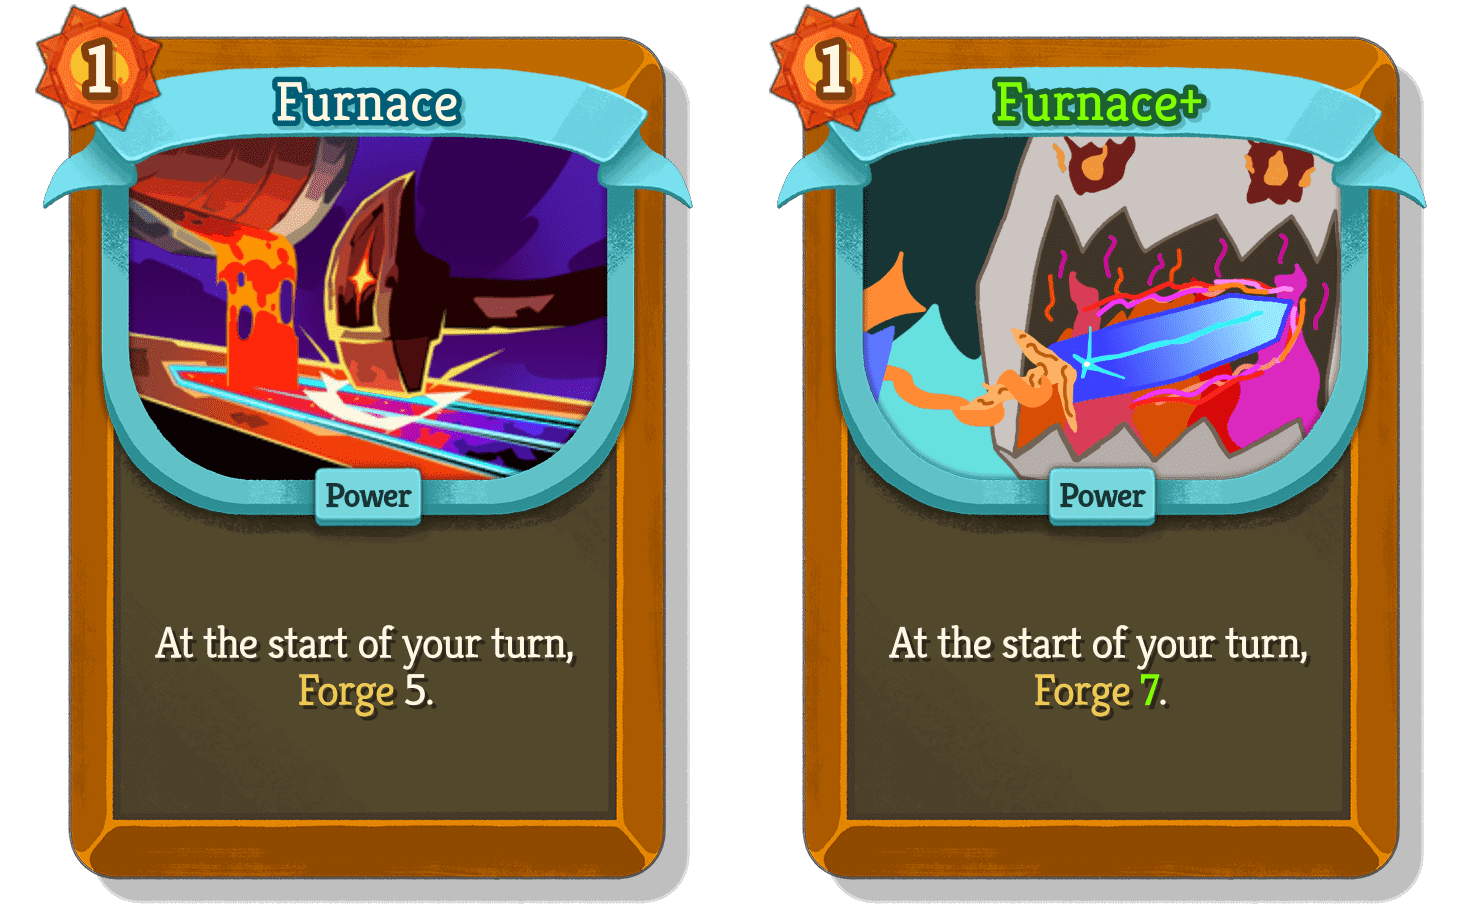 1
Furnace
Power
At the start of your turn,
Forge 5.
1
Furnace+
Power
At the start of your turn,
Forge 7.